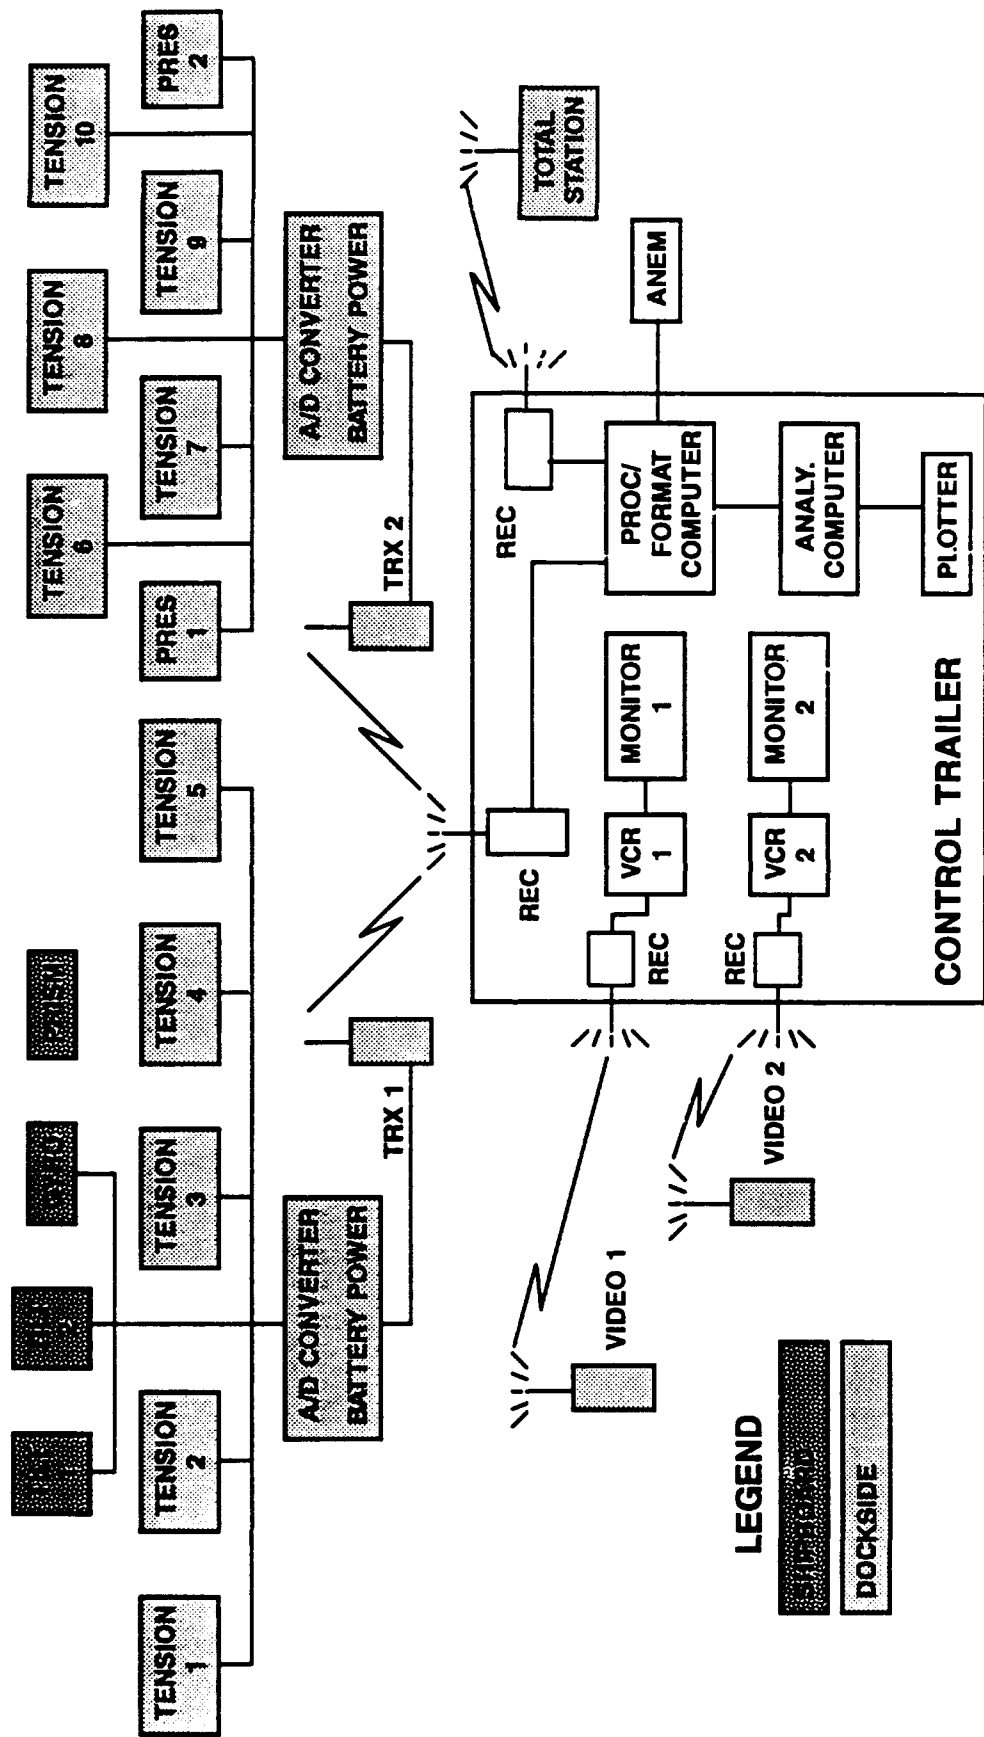 PRISM
TENSION
1
TENSION
2
TENSION
3
TENSION
4
TENSION
5
PRES
1
TENSION
6
TENSION
7
TENSION
8
TENSION
9
TENSION
10
PRES
2
A/D CONVERTER
BATTERY POWER
A/D CONVERTER
BATTERY POWER
TRX 1
TRX 2
TOTAL
STATION
VIDEO 1
VIDEO 2
REC
REC
REC
REC
VCR
1
MONITOR
1
VCR
2
MONITOR
2
PROC/
FORMAT
COMPUTER
ANEM
ANALY.
COMPUTER
PLOTTER
CONTROL TRAILER
LEGEND
SHIPBOARD
DOCKSIDE